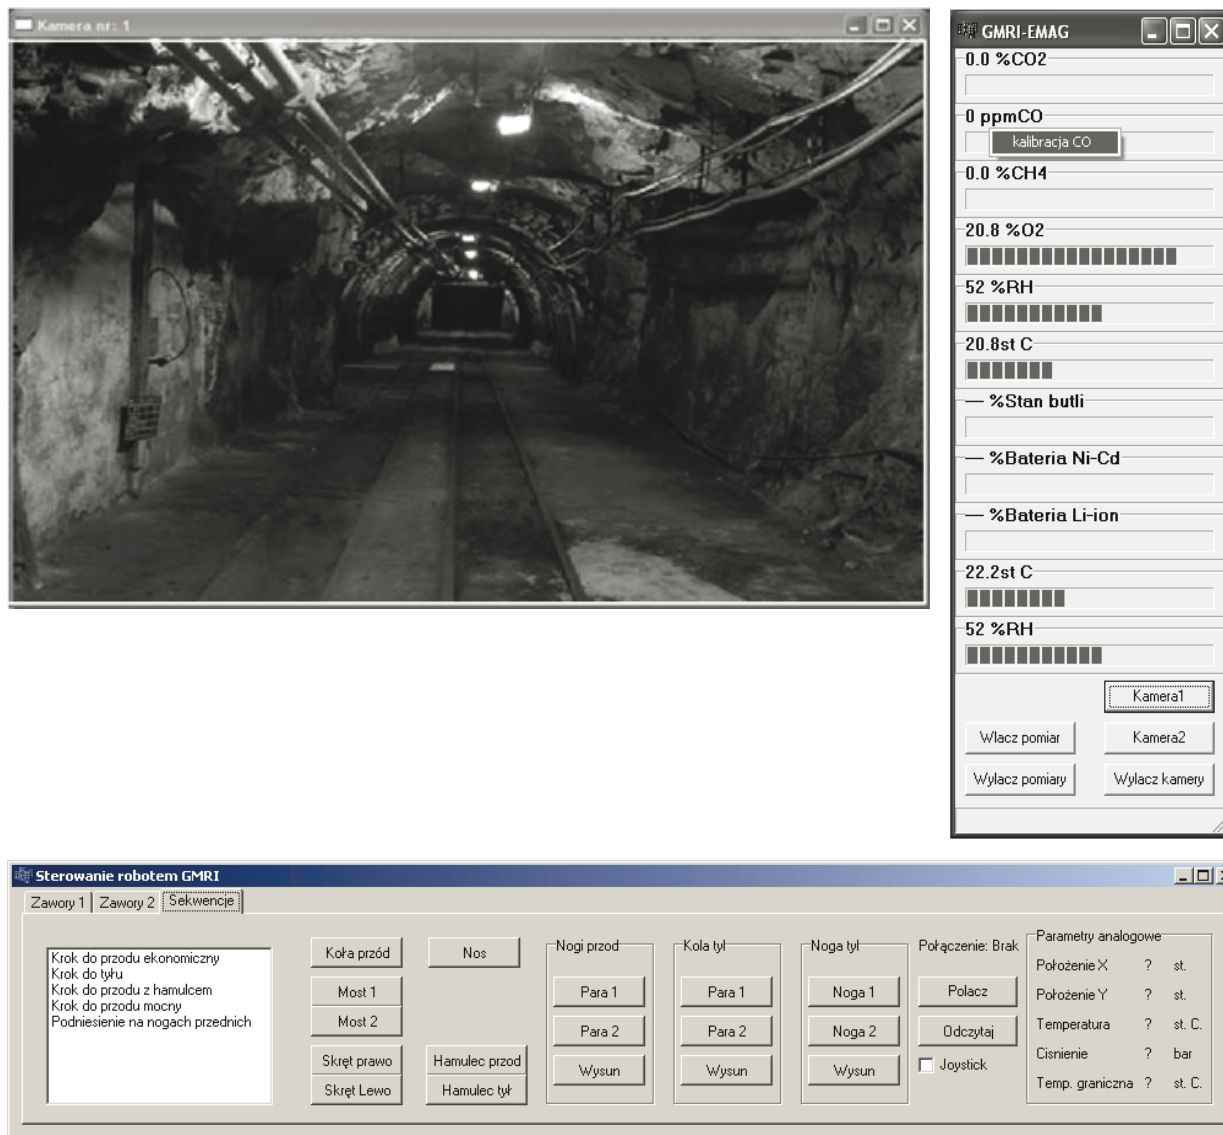 Kamera nr: 1
GMRI-EMAG
0.0 %CO2
0 ppmCO
kalibracja CO
0.0 %CH4
20.8 %O2
52 %RH
20.8st C
— %Stan butli
— %Bateria Ni-Cd
— %Bateria Li-ion
22.2st C
52 %RH
Kamera1
Wlacz pomiar
Kamera2
Wylacz pomiary
Wylacz kamery
Sterowanie robotem GMRI
Zawory 1
Zawory 2
Sekwencje
Krok do przodu ekonomiczny
Krok do tyłu
Krok do przodu z hamulcem
Krok do przodu mocny
Podniesienie na nogach przednich
Koła przód
Most 1
Most 2
Skręt prawo
Skręt Lewo
Nos
Hamulec przod
Hamulec tył
Nogi przod
Para 1
Para 2
Wysun
Kola tyl
Para 1
Para 2
Wysun
Noga tyl
Noga 1
Noga 2
Wysun
Połączenie: Brak
Polacz
Odczytaj
Joystick
Parametry analogowe
Położenie X ? st.
Położenie Y ? st.
Temperatura ? st. C.
Cisnienie ? bar
Temp. graniczna ? st. C.